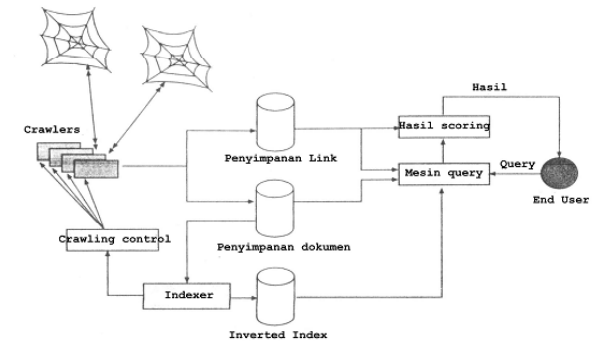 Hasil
Crawlers
Hasil scoring
Penyimpanan Link
Mesin query
Query
End User
Crawling control
Penyimpanan dokumen
Indexer
Inverted Index